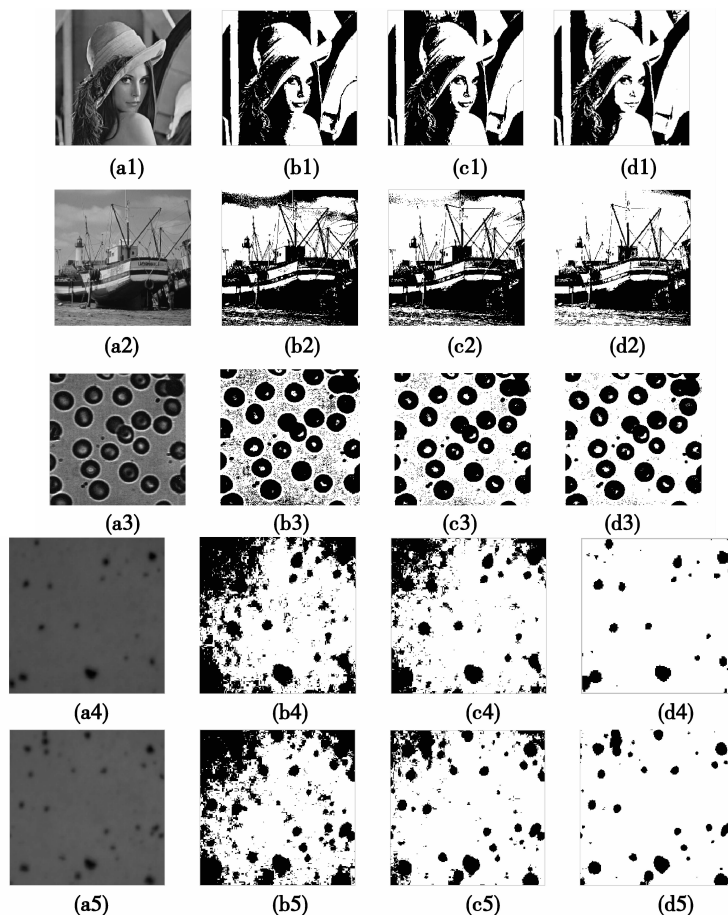 (a1) (b1) (c1) (d1)
(a2) (b2) (c2) (d2)
(a3) (b3) (c3) (d3)
(a4) (b4) (c4) (d4)
(a5) (b5) (c5) (d5)